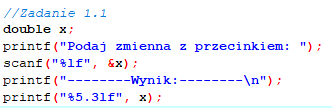 //Zadanie 1.1
double x;
printf("Podaj zmienna z przecinkiem: ");
scanf("%lf", &x);
printf("--------Wynik:--------\n");
printf("%5.3lf", x);